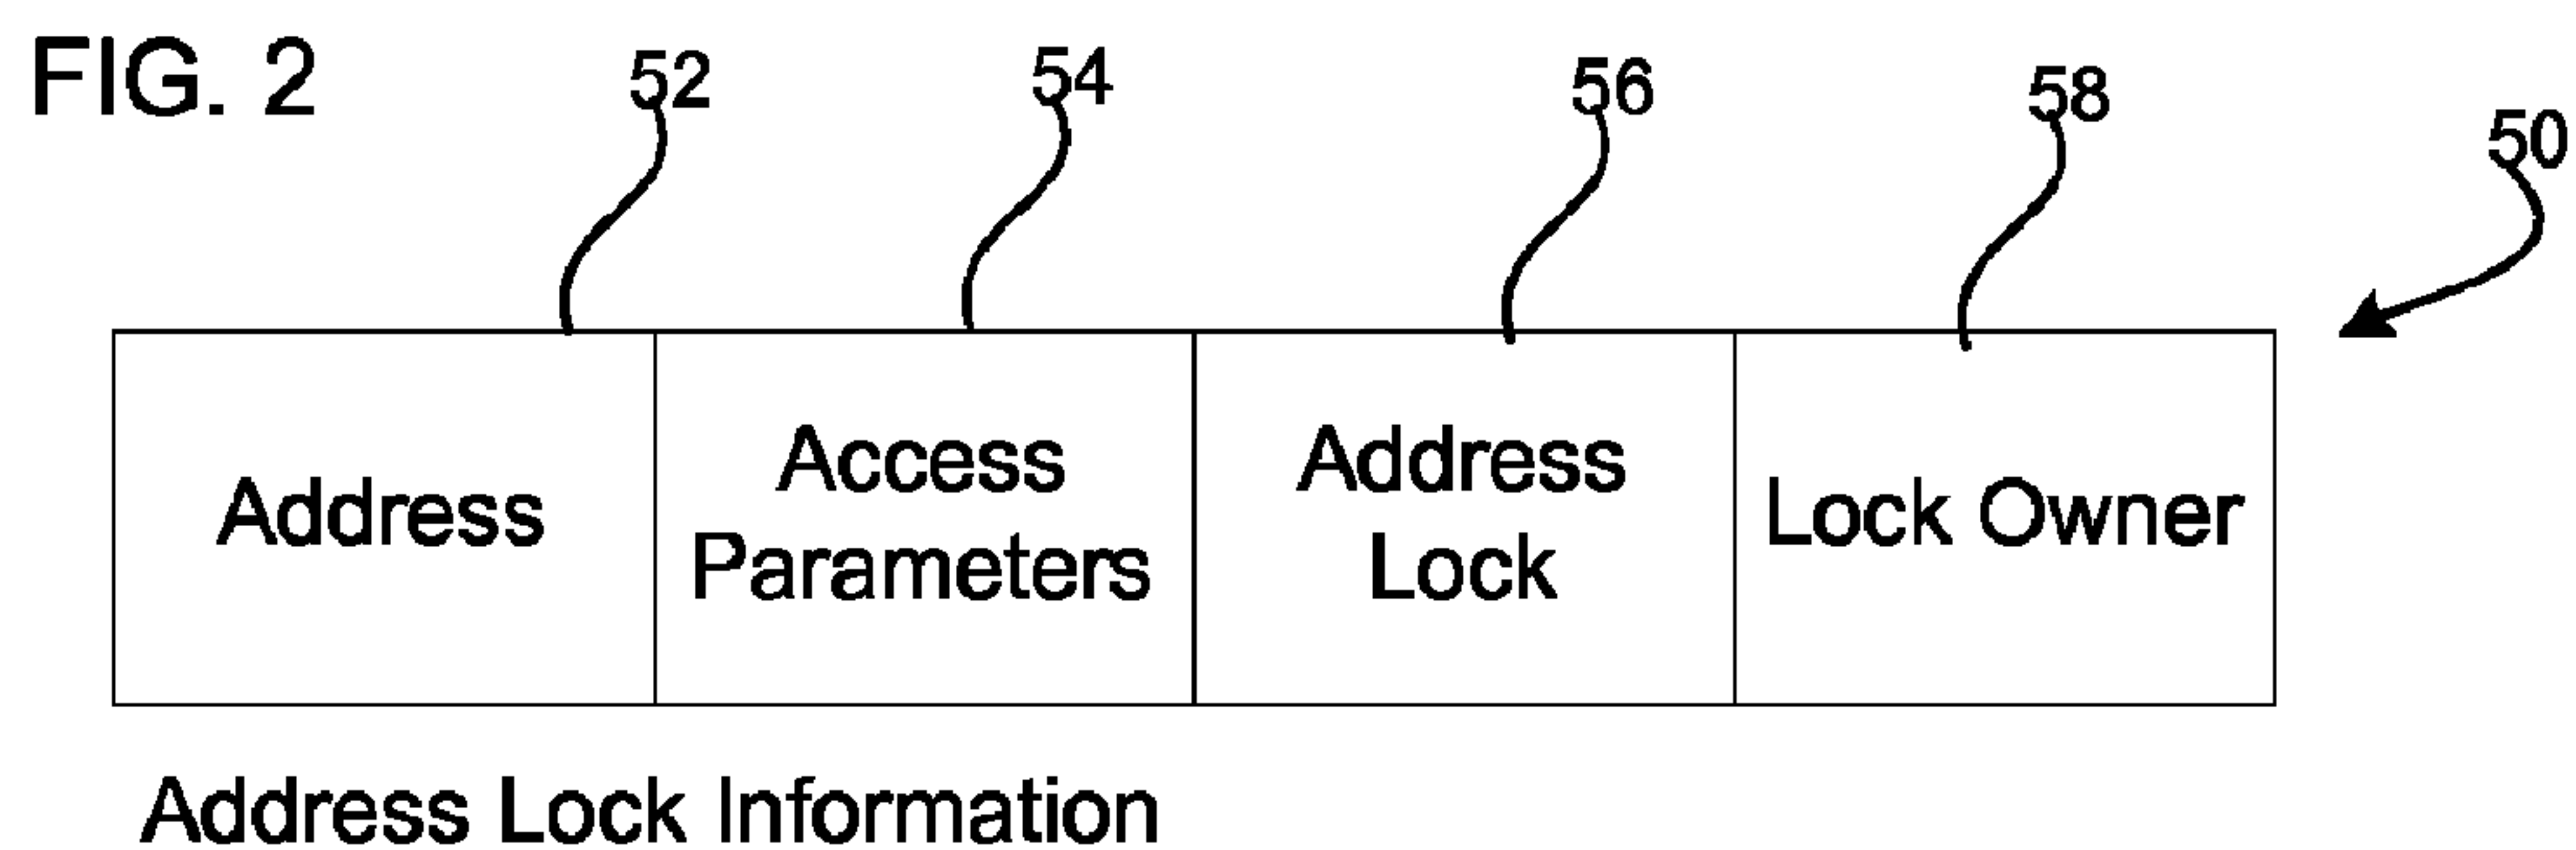 FIG. 2
52
54
56
58
50
Address
Access
Parameters
Address
Lock
Lock Owner
Address Lock Information